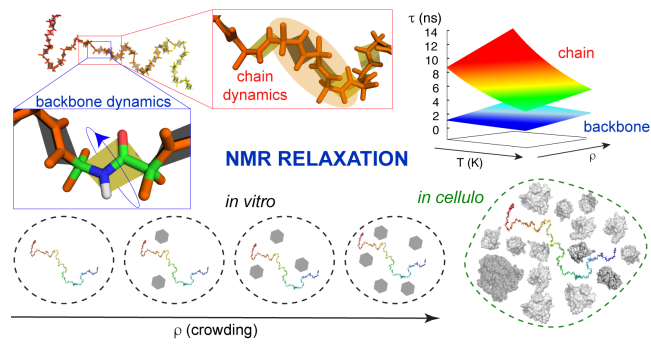 chain
dynamics
backbone dynamics
τ (ns)
14
12
10
8
6
4
2
0
chain
backbone
T (K)
ρ
NMR RELAXATION
in vitro
in cellulo
ρ (crowding)